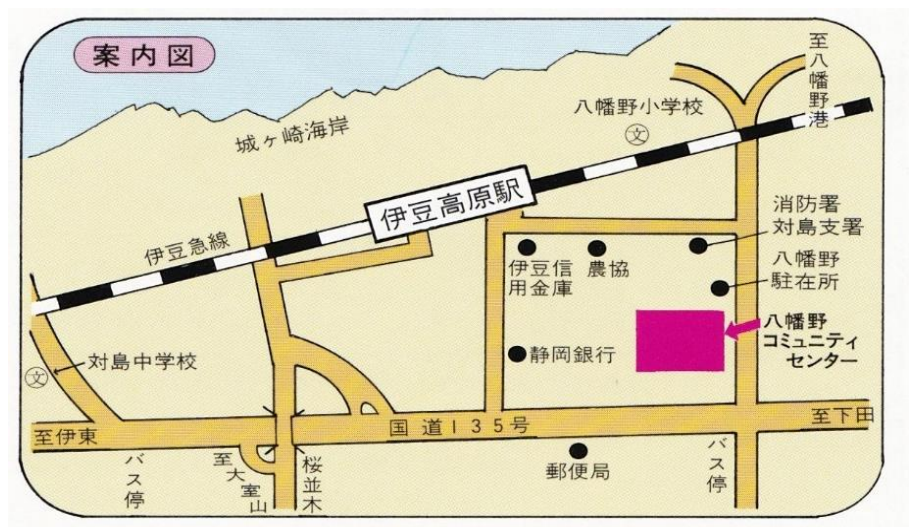 案内図
至八幡野港
八幡野小学校
文
城ヶ崎海岸
伊豆高原駅
伊豆急線
消防署
対島支署
伊豆信
用金庫
農協
八幡野
駐在所
八幡野
コミュニティ
センター
静岡銀行
対島中学校
文
至伊東
国道135号
至下田
バス停
至大室山
桜並木
郵便局
バス停